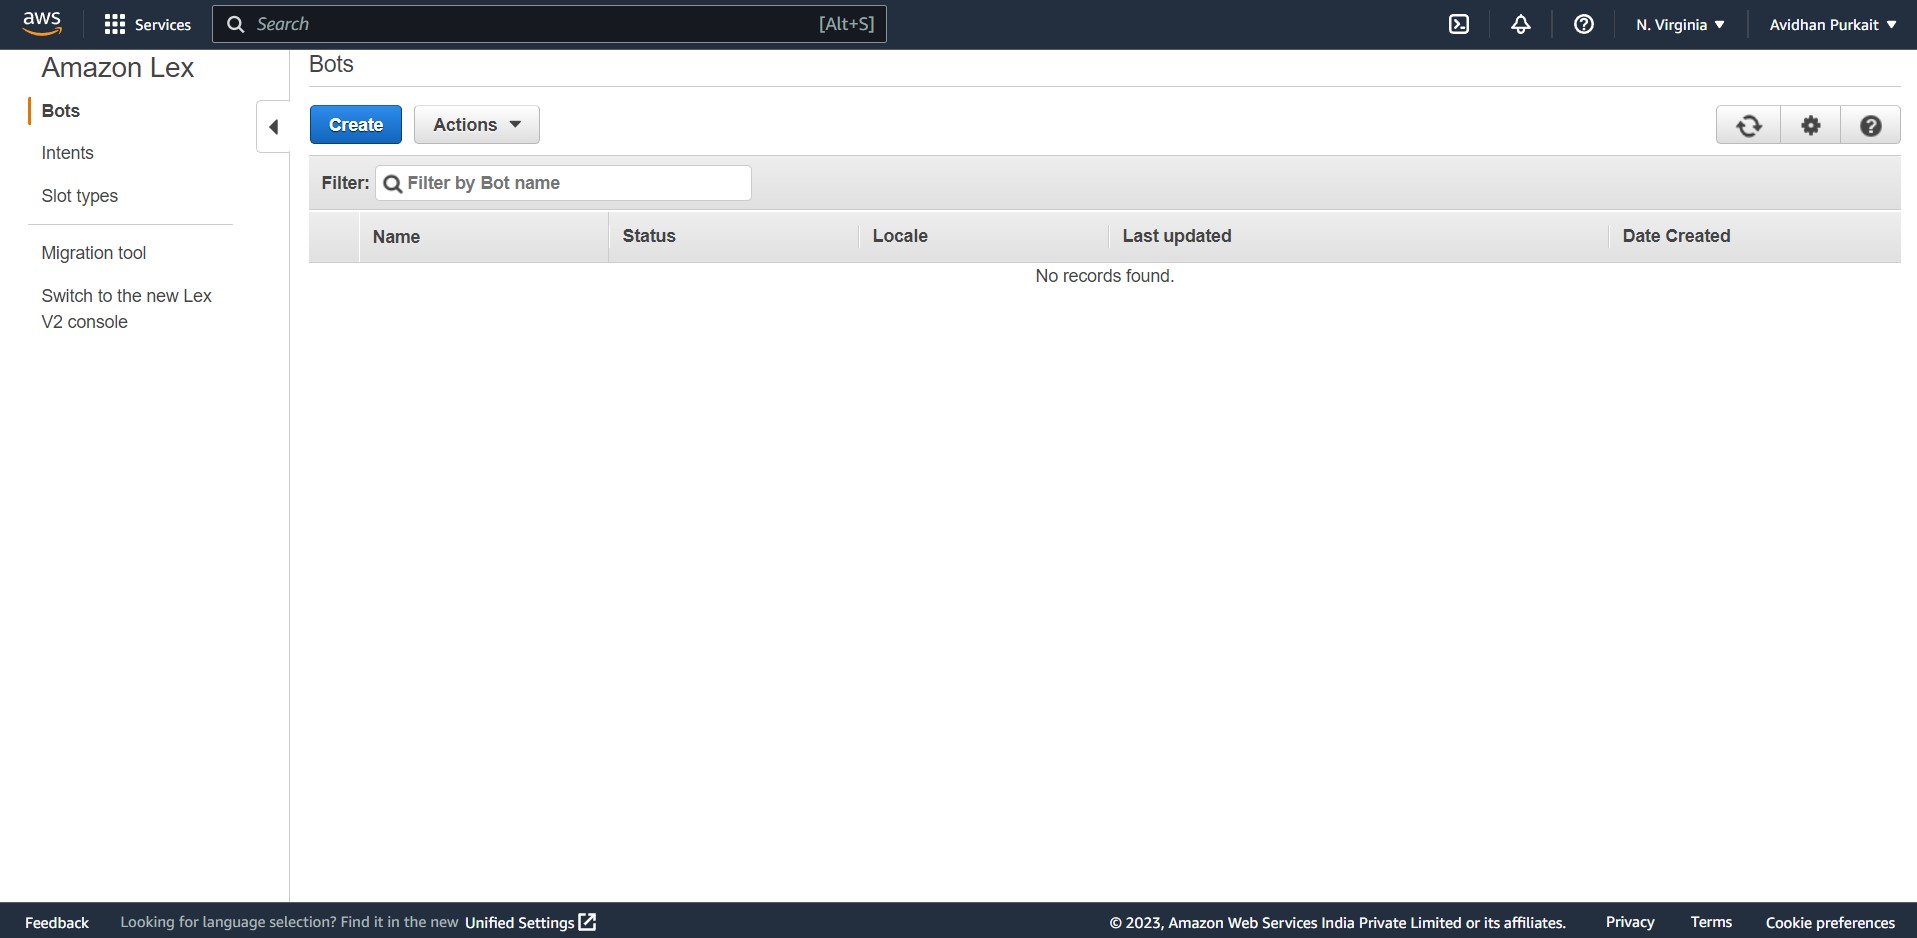 aws Services Search [Alt+S] N. Virginia Avidhan Purkait
Amazon Lex
Bots
Intents
Slot types
Migration tool
Switch to the new Lex
V2 console
Bots
Create Actions
Filter: Filter by Bot name
Name Status Locale Last updated Date Created
No records found.
Feedback Looking for language selection? Find it in the new Unified Settings © 2023, Amazon Web Services India Private Limited or its affiliates. Privacy Terms Cookie preferences